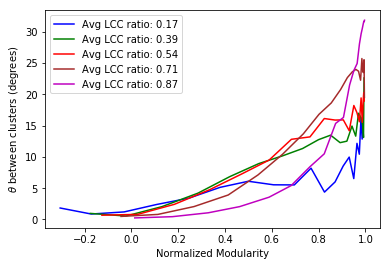 Avg LCC ratio: 0.17
Avg LCC ratio: 0.39
Avg LCC ratio: 0.54
Avg LCC ratio: 0.71
Avg LCC ratio: 0.87
θ between clusters (degrees)
30
25
20
15
10
5
0
−0.2 0.0 0.2 0.4 0.6 0.8 1.0
Normalized Modularity